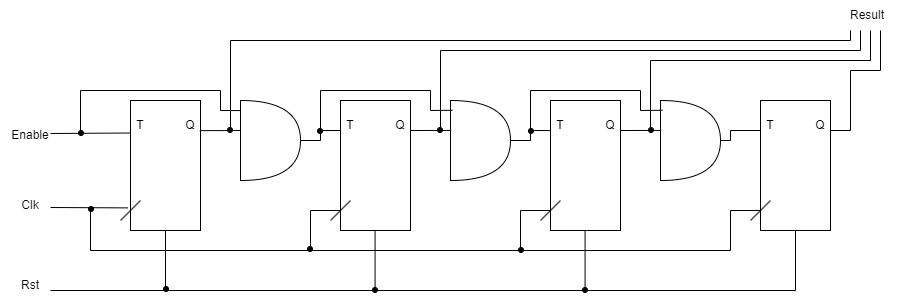 Result
T Q T Q T Q T Q
Enable
Clk
Rst